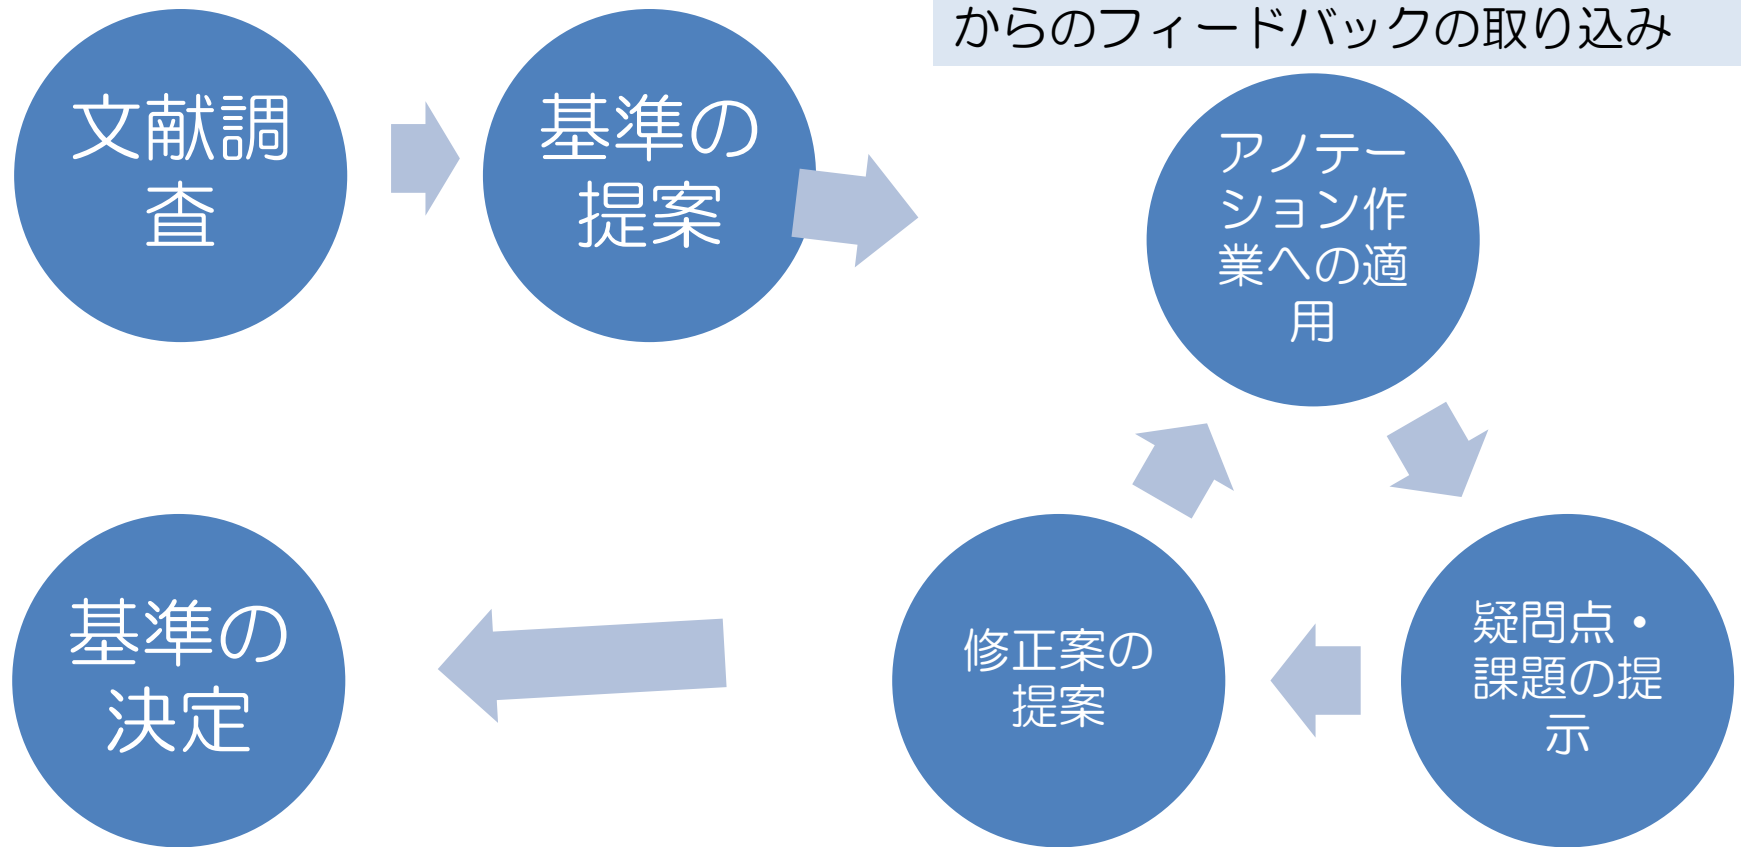 からのフィードバックの取り込み
文献調
査
基準の
提案
アノテー
ション作
業への適
用
疑問点・
課題の提
示
修正案の
提案
基準の
決定